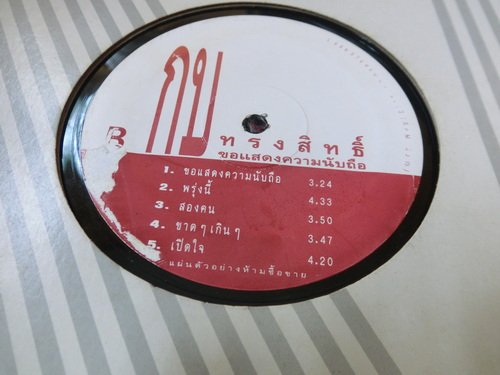 กบ
ทรงสิทธิ์
ขอแสดงความนับถือ
B
1. ขอแสดงความนับถือ 3.24
2. พรุ่งนี้ 4.33
3. สองคน 3.50
4. ขาดๆเกินๆ 3.47
5. เปิดใจ 4.20
แผ่นตัวอย่างห้ามซื้อขาย